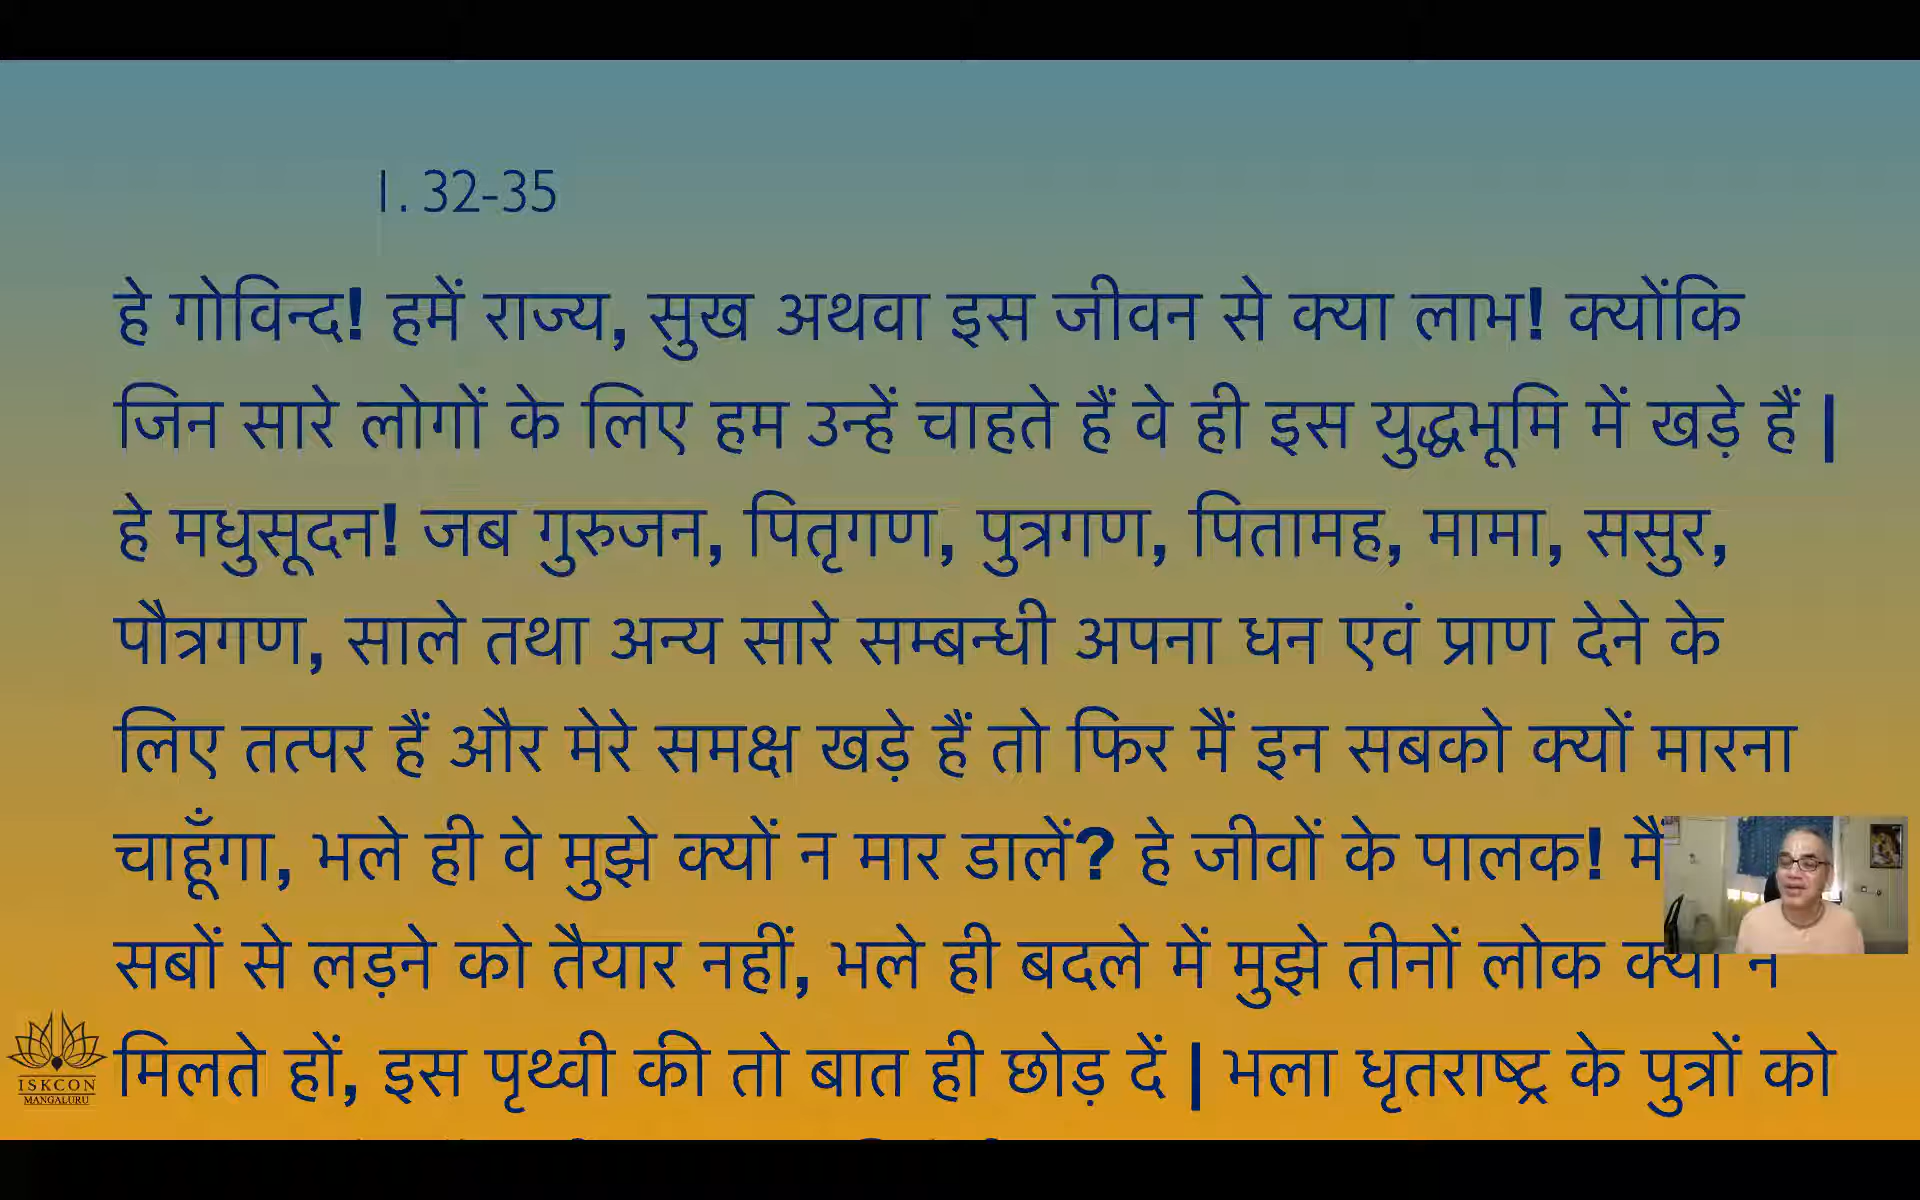 1. 32-35
हे गोविन्द! हमें राज्य, सुख अथवा इस जीवन से क्या लाभ! क्योंकि
जिन सारे लोगों के लिए हम उन्हें चाहते हैं वे ही इस युद्धभूमि में खड़े हैं |
हे मधुसूदन! जब गुरुजन, पितृगण, पुत्रगण, पितामह, मामा, ससुर,
पौत्रगण, साले तथा अन्य सारे सम्बन्धी अपना धन एवं प्राण देने के
लिए तत्पर हैं और मेरे समक्ष खड़े हैं तो फिर मैं इन सबको क्यों मारना
चाहूँगा, भले ही वे मुझे क्यों न मार डालें? हे जीवों के पालक! मैं
सबों से लड़ने को तैयार नहीं, भले ही बदले में मुझे तीनों लोक क्यों न
मिलते हों, इस पृथ्वी की तो बात ही छोड़ दें | भला धृतराष्ट्र के पुत्रों को
ISKCON
MANGALURU